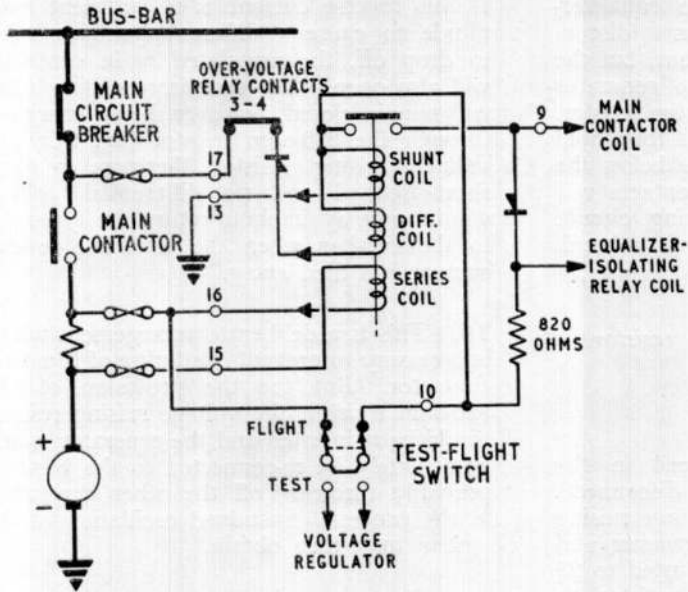 BUS-BAR
MAIN
CIRCUIT
BREAKER
OVER-VOLTAGE
RELAY CONTACTS
3-4
17
13
MAIN
CONTACTOR
16
15
SHUNT
COIL
DIFF.
COIL
SERIES
COIL
9
MAIN
CONTACTOR
COIL
EQUALIZER-
ISOLATING
RELAY COIL
820
OHMS
10
FLIGHT
TEST-FLIGHT
SWITCH
TEST
VOLTAGE
REGULATOR
+
-